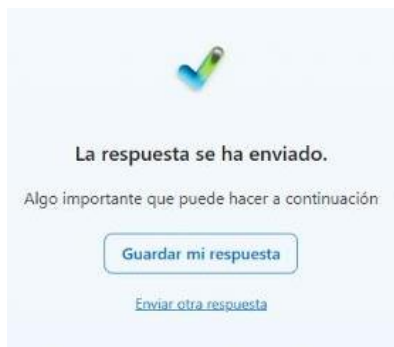 La respuesta se ha enviado.
Algo importante que puede hacer a continuación
Guardar mi respuesta
Enviar otra respuesta